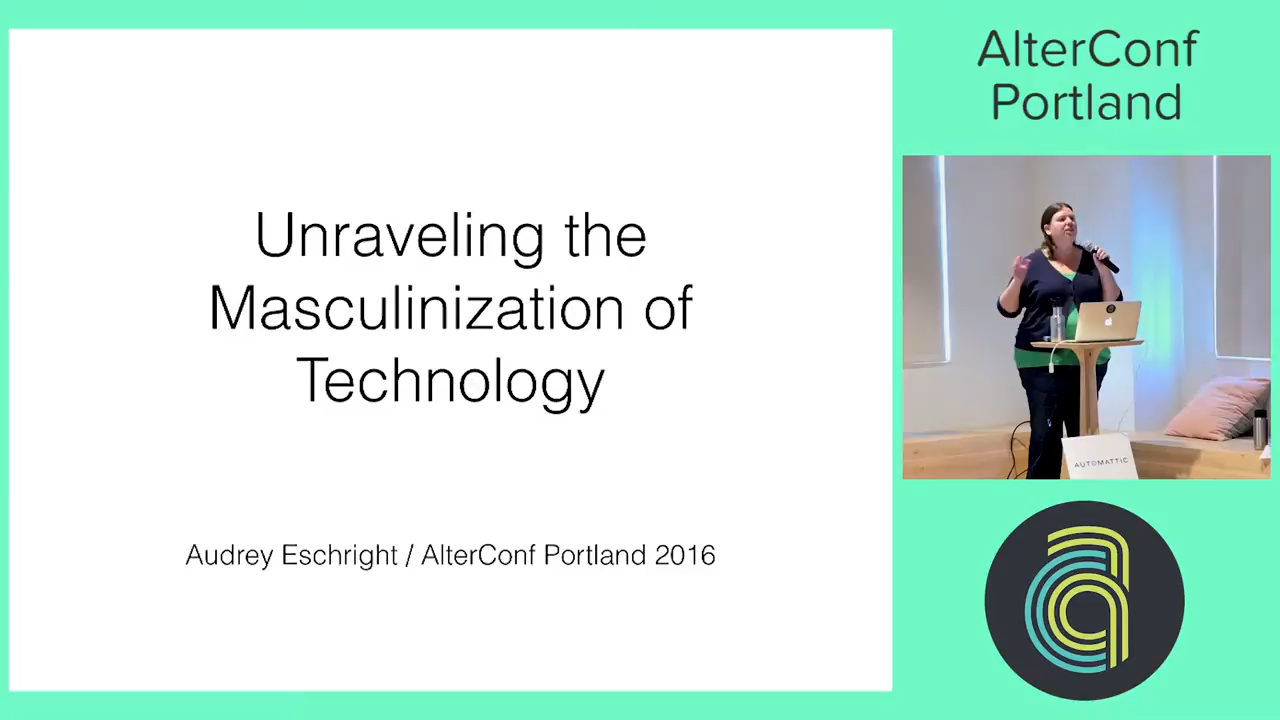 Unraveling the
Masculinization of
Technology
Audrey Eschright / AlterConf Portland 2016
AlterConf
Portland
AUTOMATTIC